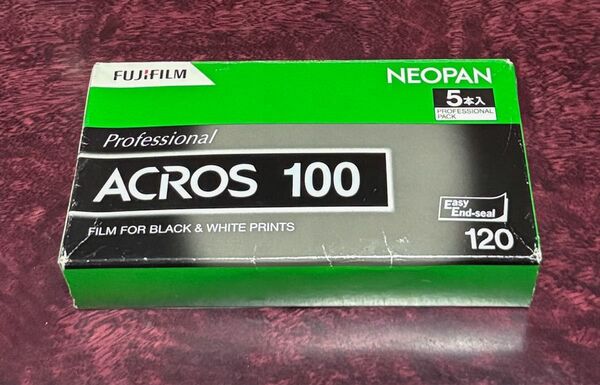 FUJIFILM
NEOPAN
5本入
PROFESSIONAL
PACK
Professional
ACROS 100
Easy
End-seal
FILM FOR BLACK & WHITE PRINTS
120